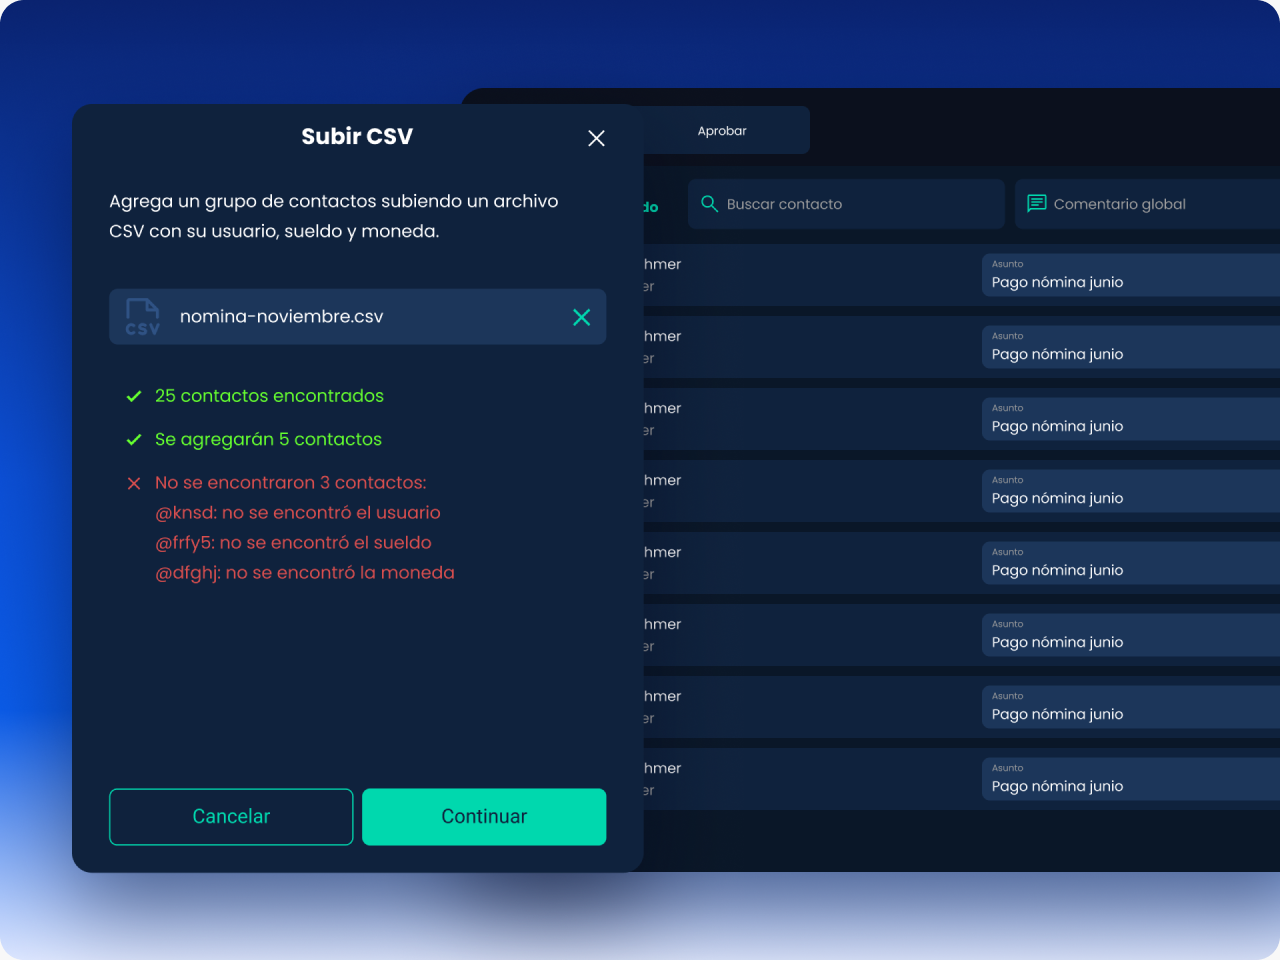 Subir CSV
Agrega un grupo de contactos subiendo un archivo
CSV con su usuario, sueldo y moneda.
CSV
nomina-noviembre.csv
25 contactos encontrados
Se agregarán 5 contactos
No se encontraron 3 contactos:
@knsd: no se encontró el usuario
@frfy5: no se encontró el sueldo
@dfghj: no se encontró la moneda
Cancelar
Continuar
Aprobar
Buscar contacto
Comentario global
Asunto
Pago nómina junio
Asunto
Pago nómina junio
Asunto
Pago nómina junio
Asunto
Pago nómina junio
Asunto
Pago nómina junio
Asunto
Pago nómina junio
Asunto
Pago nómina junio
Asunto
Pago nómina junio